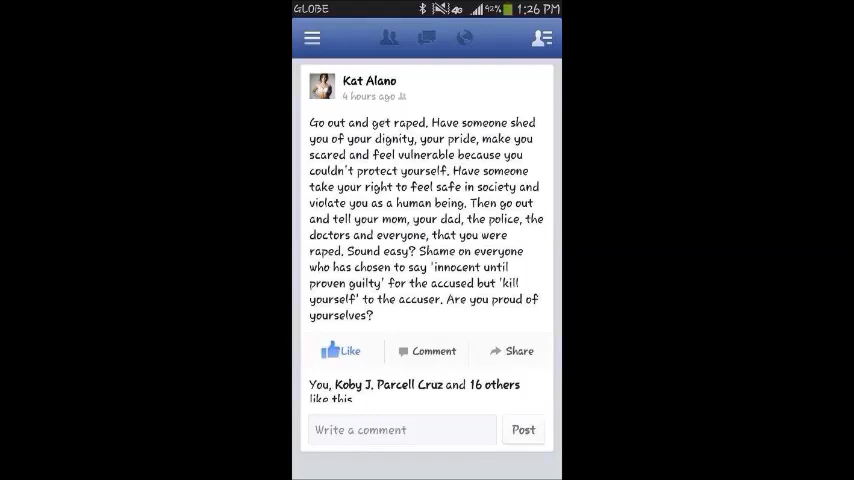 GLOBE 4G 92% 1:26 PM
Kat Alano
4 hours ago
Go out and get raped. Have someone shed
you of your dignity, your pride, make you
scared and feel vulnerable because you
couldn't protect yourself. Have someone
take your right to feel safe in society and
violate you as a human being. Then go out
and tell your mom, your dad, the police, the
doctors and everyone, that you were
raped. Sound easy? Shame on everyone
who has chosen to say 'innocent until
proven guilty' for the accused but 'kill
yourself' to the accuser. Are you proud of
yourselves?
Like Comment Share
You, Koby J. Parcell Cruz and 16 others
like this
Write a comment Post